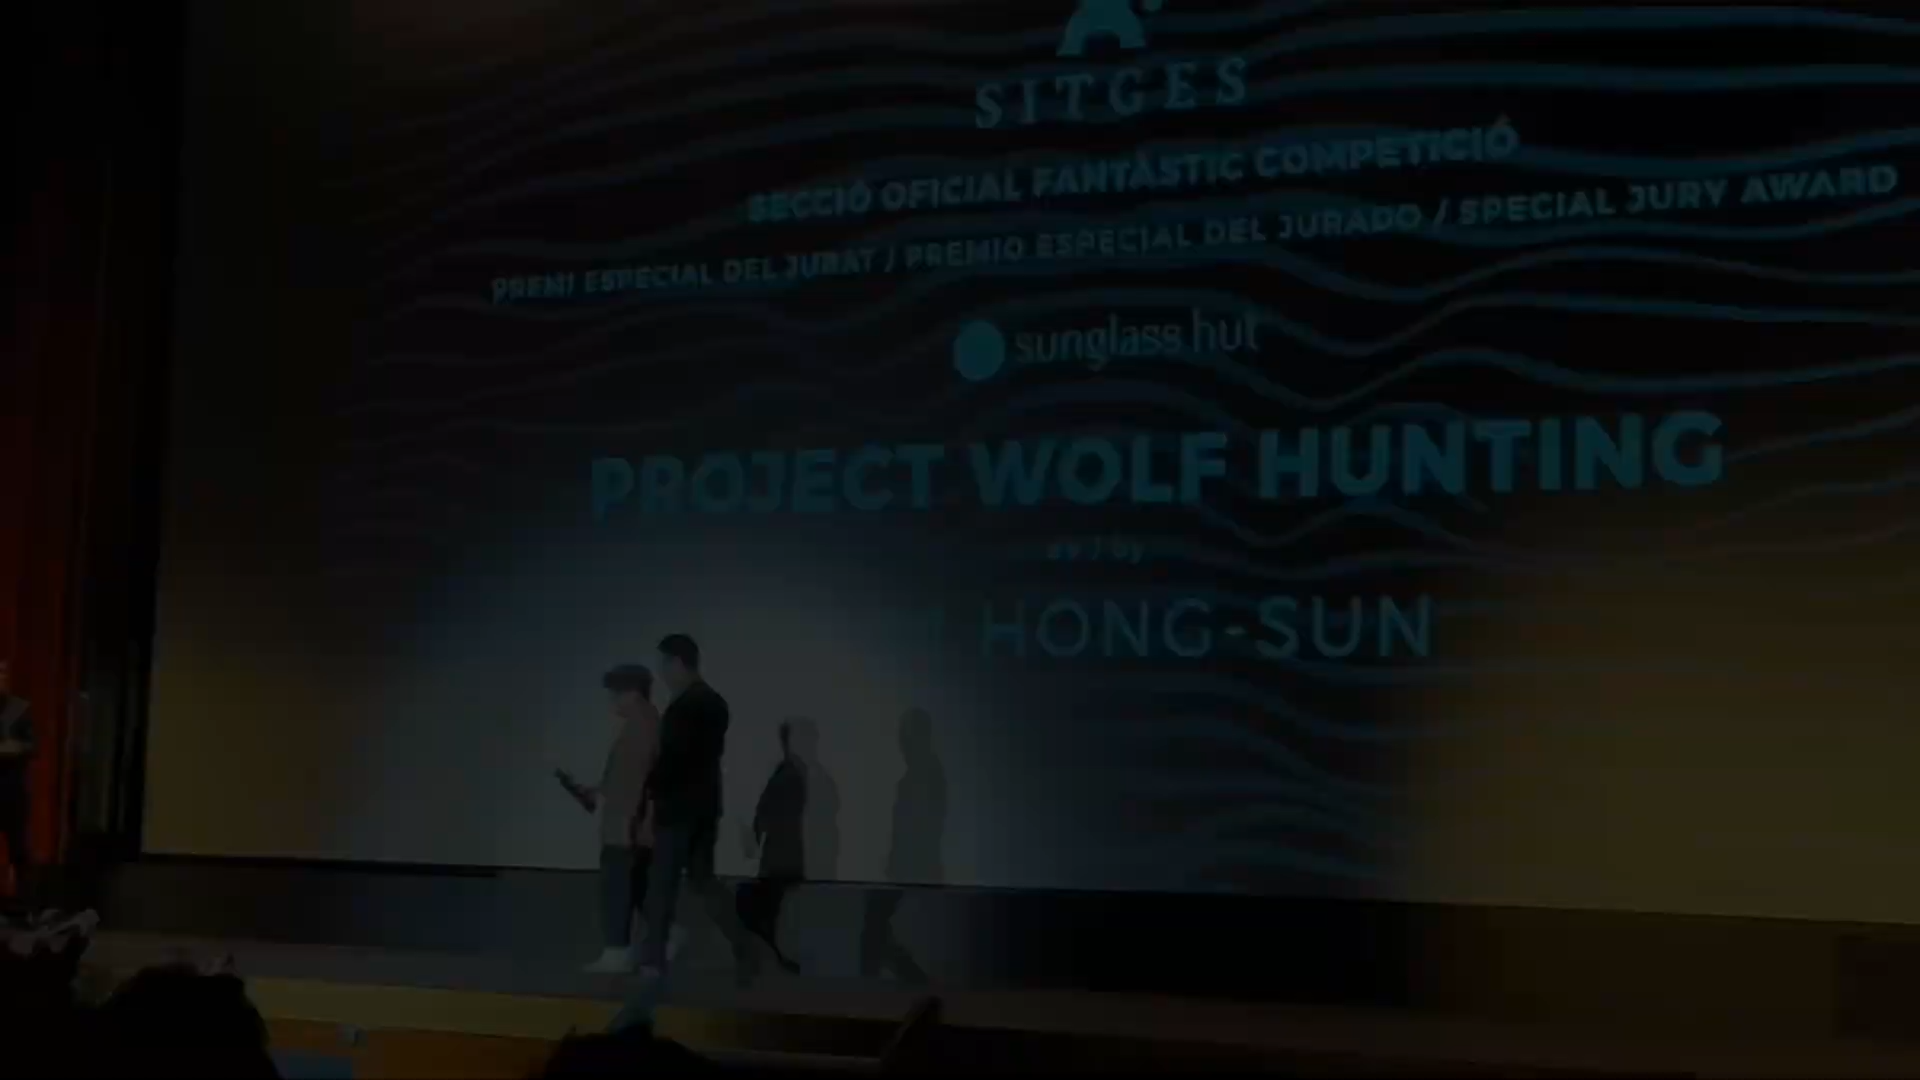 SITGES
SECCIÓ OFICIAL FANTÀSTIC COMPETICIÓ
PREMI ESPECIAL DEL JURAT / PREMIO ESPECIAL DEL JURADO / SPECIAL JURY AWARD
sunglass hut
PROJECT WOLF HUNTING
by
HONG-SUN